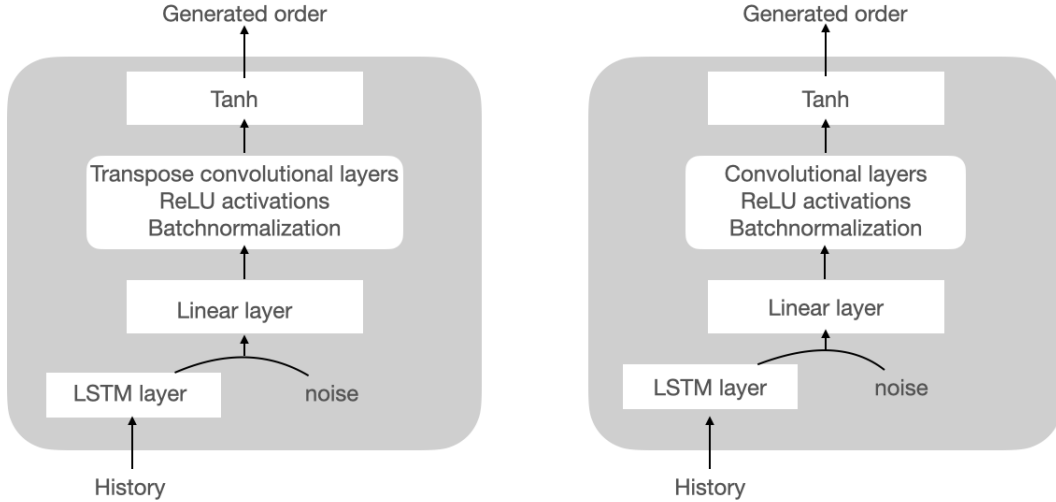 Generated order
Tanh
Transpose convolutional layers
ReLU activations
Batchnormalization
Linear layer
LSTM layer
noise
History
Generated order
Tanh
Convolutional layers
ReLU activations
Batchnormalization
Linear layer
LSTM layer
noise
History